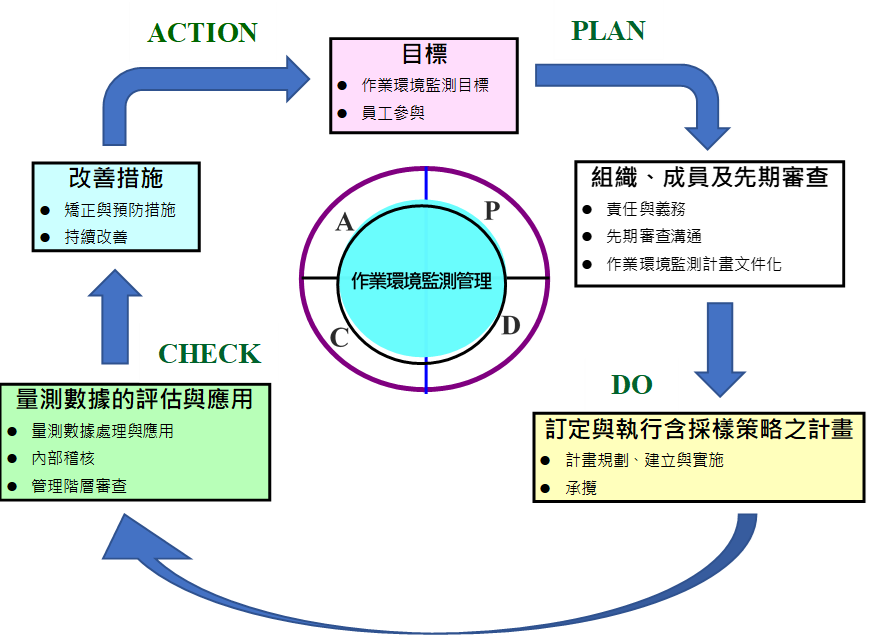 ACTION
PLAN
目標
● 作業環境監測目標
● 員工參與
改善措施
● 矯正與預防措施
● 持續改善
組織、成員及先期審查
● 責任與義務
● 先期審查溝通
● 作業環境監測計畫文件化
A
P
作業環境監測管理
C
D
CHECK
DO
量測數據的評估與應用
● 量測數據處理與應用
● 內部稽核
● 管理階層審查
訂定與執行含採樣策略之計畫
● 計畫規劃、建立與實施
● 承攬